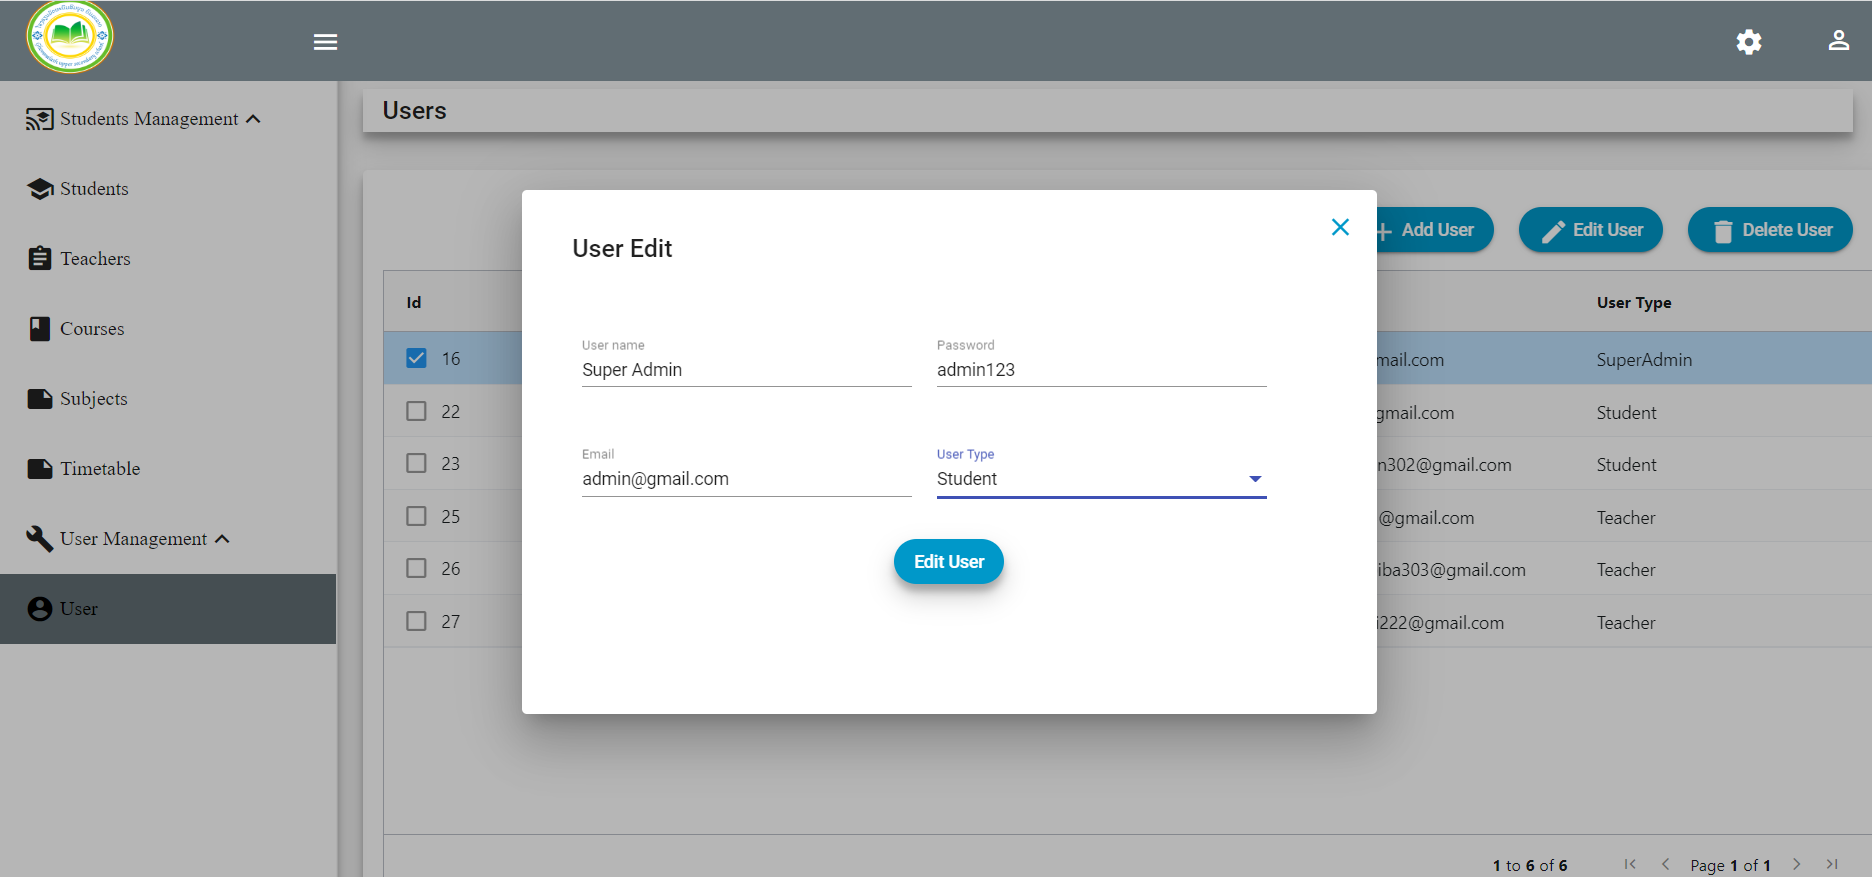 Students Management
Students
Teachers
Courses
Subjects
Timetable
User Management
User
Users
Add User
Edit User
Delete User
Id
User Type
16
mail.com
SuperAdmin
22
gmail.com
Student
23
n302@gmail.com
Student
25
@gmail.com
Teacher
26
iba303@gmail.com
Teacher
27
i222@gmail.com
Teacher
1 to 6 of 6
Page 1 of 1
User Edit
User name
Super Admin
Password
admin123
Email
admin@gmail.com
User Type
Student
Edit User